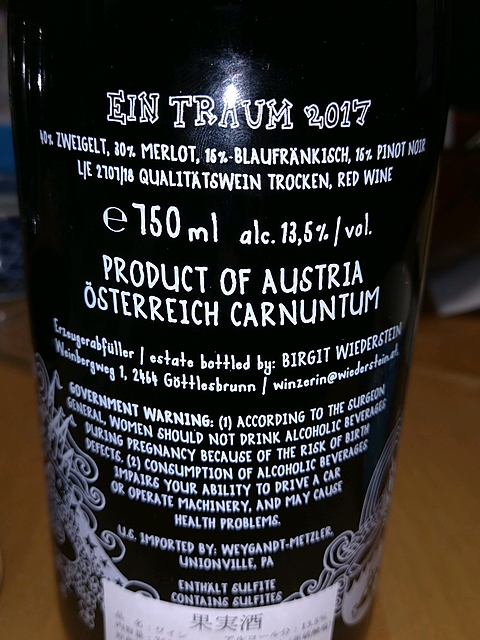 EIN TRAUM 2017
40% ZWEIGELT, 30% MERLOT, 15%-BLAUFRÄNKISCH, 15% PINOT NOIR
L/E 2707/18 QUALITÄTSWEIN TROCKEN, RED WINE
e 750 ml alc. 13,5% / vol.
PRODUCT OF AUSTRIA
ÖSTERREICH CARNUNTUM
Erzeugerabfüller / estate bottled by: BIRGIT WIEDERSTEIN
Weinbergweg 1, 2464 Göttlesbrunn / winzerin@wiederstein.at
GOVERNMENT WARNING: (1) ACCORDING TO THE SURGEON
GENERAL, WOMEN SHOULD NOT DRINK ALCOHOLIC BEVERAGES
DURING PREGNANCY BECAUSE OF THE RISK OF BIRTH
DEFECTS. (2) CONSUMPTION OF ALCOHOLIC BEVERAGES
IMPAIRS YOUR ABILITY TO DRIVE A CAR
OR OPERATE MACHINERY, AND MAY CAUSE
HEALTH PROBLEMS.
U.S. IMPORTED BY: WEYGANDT-METZLER,
UNIONVILLE, PA
ENTHÄLT SULFITE
CONTAINS SULFITES
果実酒